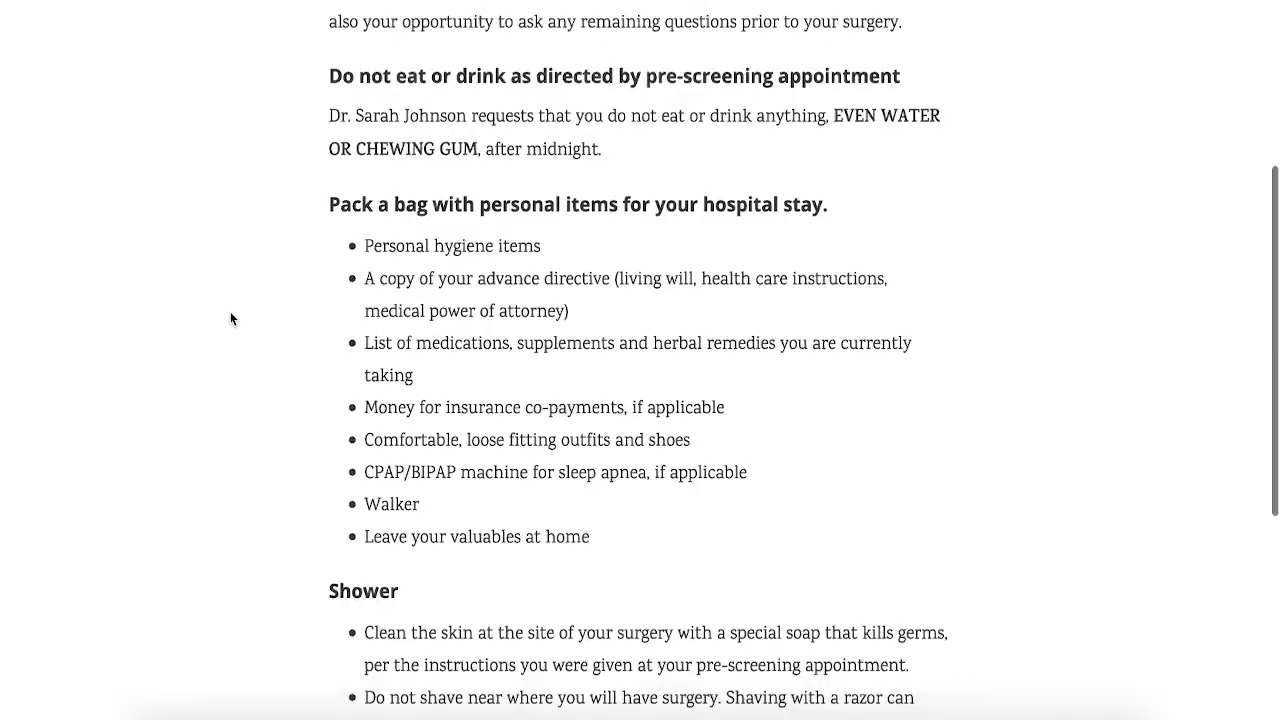 also your opportunity to ask any remaining questions prior to your surgery.
Do not eat or drink as directed by pre-screening appointment
Dr. Sarah Johnson requests that you do not eat or drink anything, EVEN WATER
OR CHEWING GUM, after midnight.
Pack a bag with personal items for your hospital stay.
• Personal hygiene items
• A copy of your advance directive (living will, health care instructions,
medical power of attorney)
• List of medications, supplements and herbal remedies you are currently
taking
• Money for insurance co-payments, if applicable
• Comfortable, loose fitting outfits and shoes
• CPAP/BIPAP machine for sleep apnea, if applicable
• Walker
• Leave your valuables at home
Shower
• Clean the skin at the site of your surgery with a special soap that kills germs,
per the instructions you were given at your pre-screening appointment.
• Do not shave near where you will have surgery. Shaving with a razor can